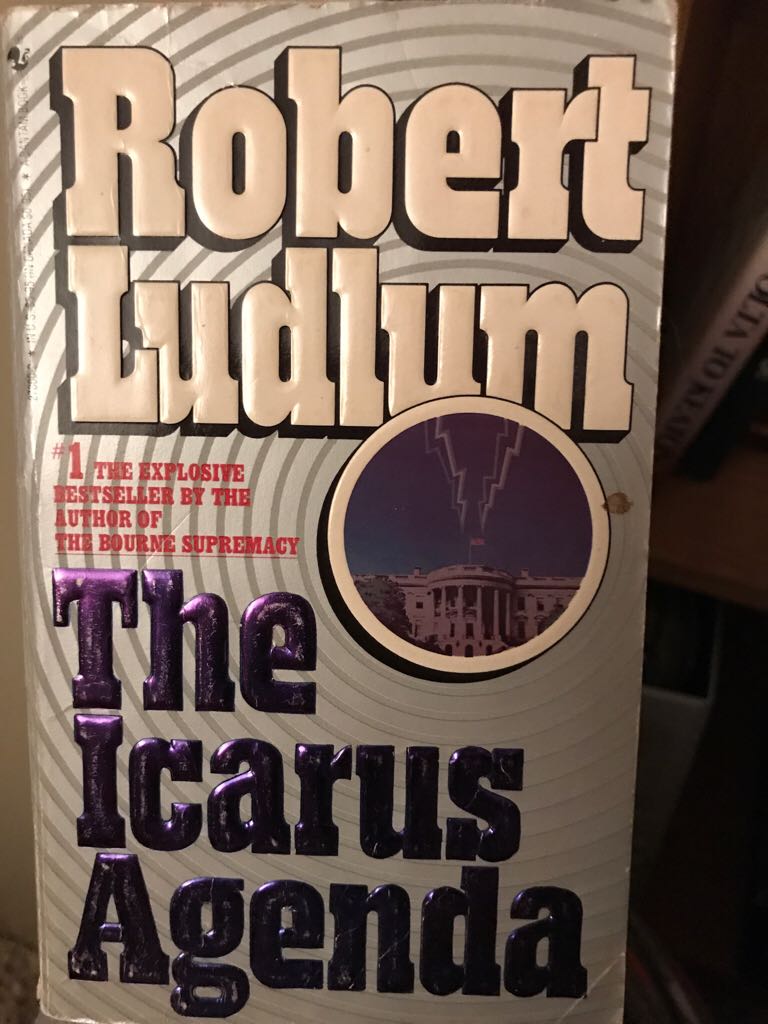 Robert
Ludlum
#1 THE EXPLOSIVE
BESTSELLER BY THE
AUTHOR OF
THE BOURNE SUPREMACY
The
Icarus
Agenda